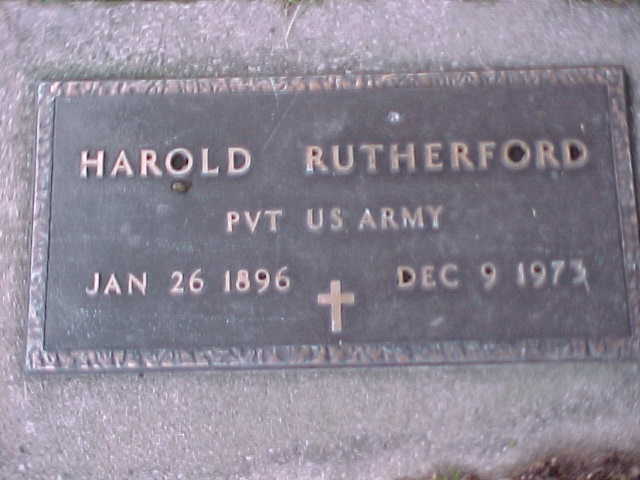 HAROLD RUTHERFORD
PVT US ARMY
JAN 26 1896 DEC 9 1973